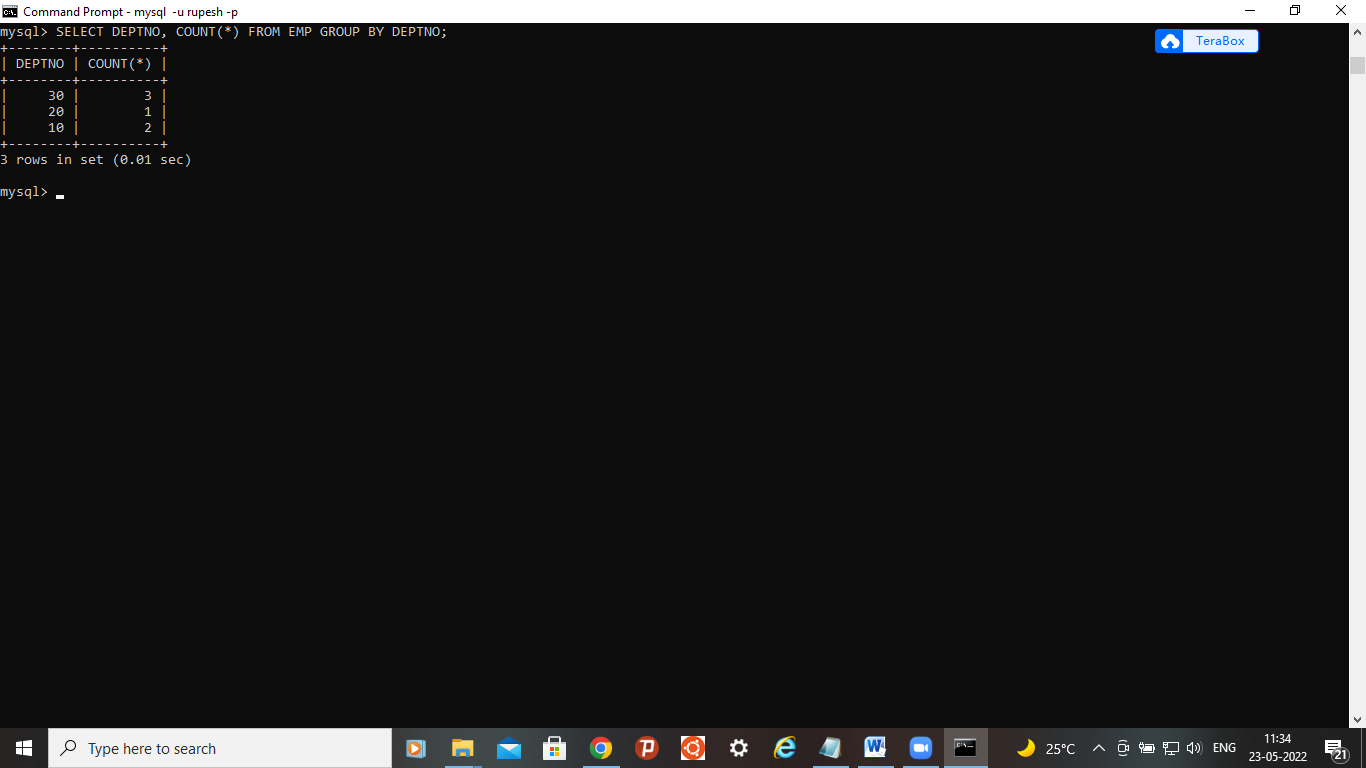 Command Prompt - mysql  -u rupesh -p
mysql> SELECT DEPTNO, COUNT(*) FROM EMP GROUP BY DEPTNO;
TeraBox
+--------+----------+
| DEPTNO | COUNT(*) |
+--------+----------+
|     30 |        3 |
|     20 |        1 |
|     10 |        2 |
+--------+----------+
3 rows in set (0.01 sec)
mysql>
Type here to search
25°C
ENG
11:34
23-05-2022
21